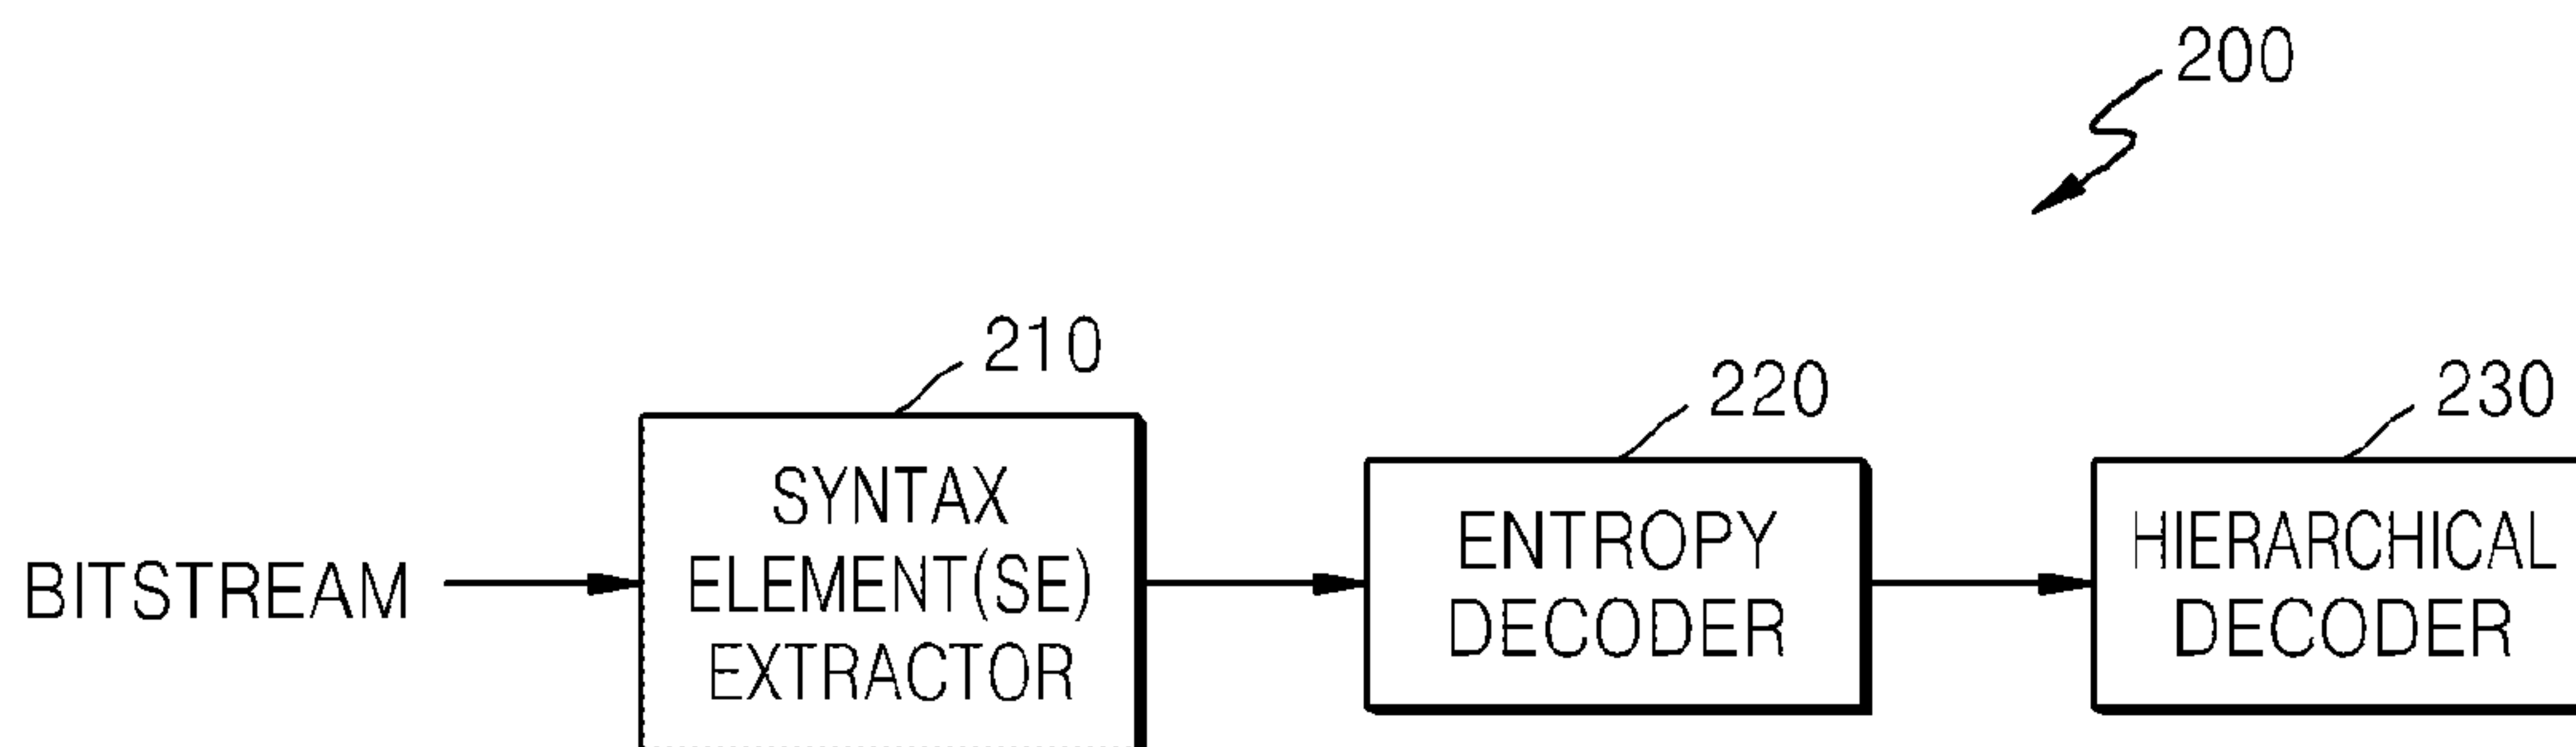 200
210
220
230
BITSTREAM
SYNTAX
ELEMENT(SE)
EXTRACTOR
ENTROPY
DECODER
HIERARCHICAL
DECODER